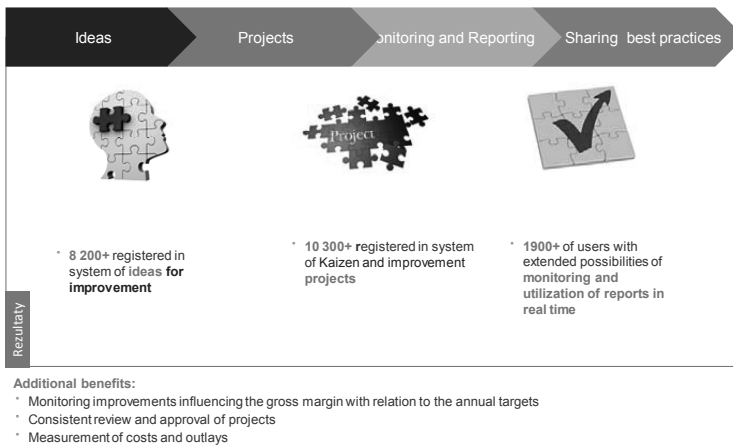 Ideas
Projects
onitoring and Reporting
Sharing best practices
Project
• 8 200+ registered in
system of ideas for
improvement
• 10 300+ registered in system
of Kaizen and improvement
projects
• 1900+ of users with
extended possibilities of
monitoring and
utilization of reports in
real time
Rezultaty
Additional benefits:
• Monitoring improvements influencing the gross margin with relation to the annual targets
• Consistent review and approval of projects
• Measurement of costs and outlays